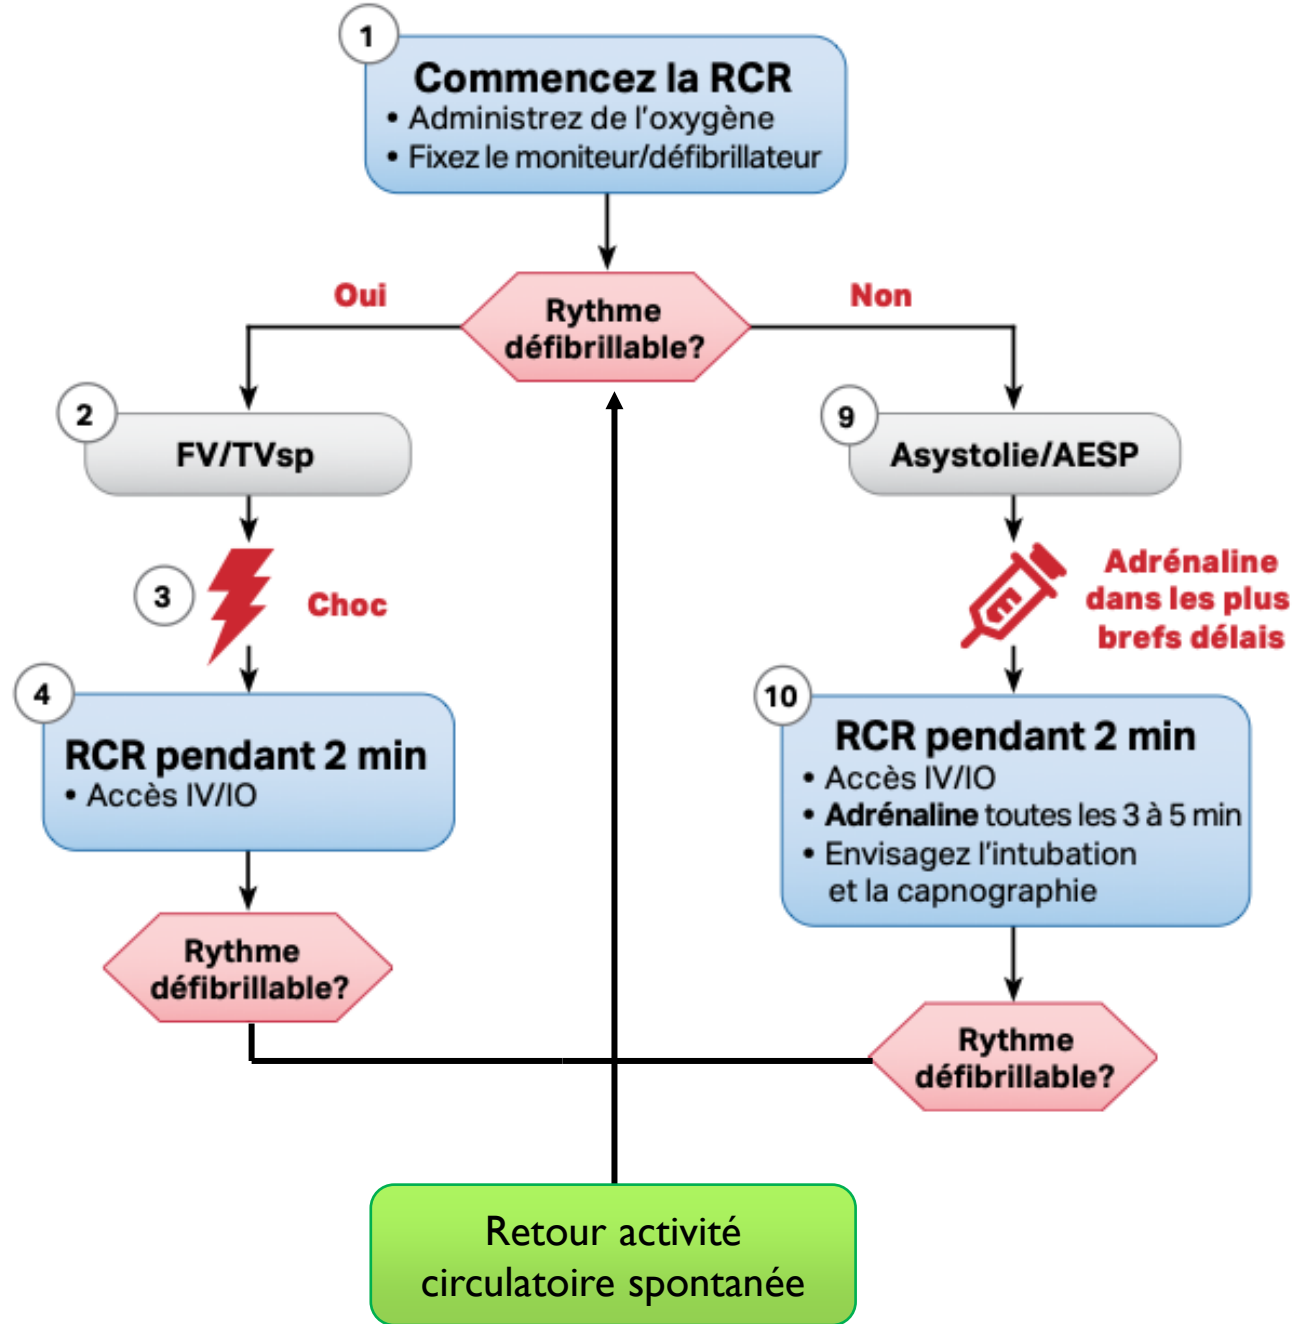 1
Commencez la RCR
• Administrez de l'oxygène
• Fixez le moniteur/défibrillateur
Oui
Rythme
défibrillable?
Non
2
FV/TVsp
3
Choc
4
RCR pendant 2 min
• Accès IV/IO
Rythme
défibrillable?
9
Asystolie/AESP
Adrénaline
dans les plus
brefs délais
10
RCR pendant 2 min
• Accès IV/IO
• Adrénaline toutes les 3 à 5 min
• Envisagez l'intubation
et la capnographie
Rythme
défibrillable?
Retour activité
circulatoire spontanée